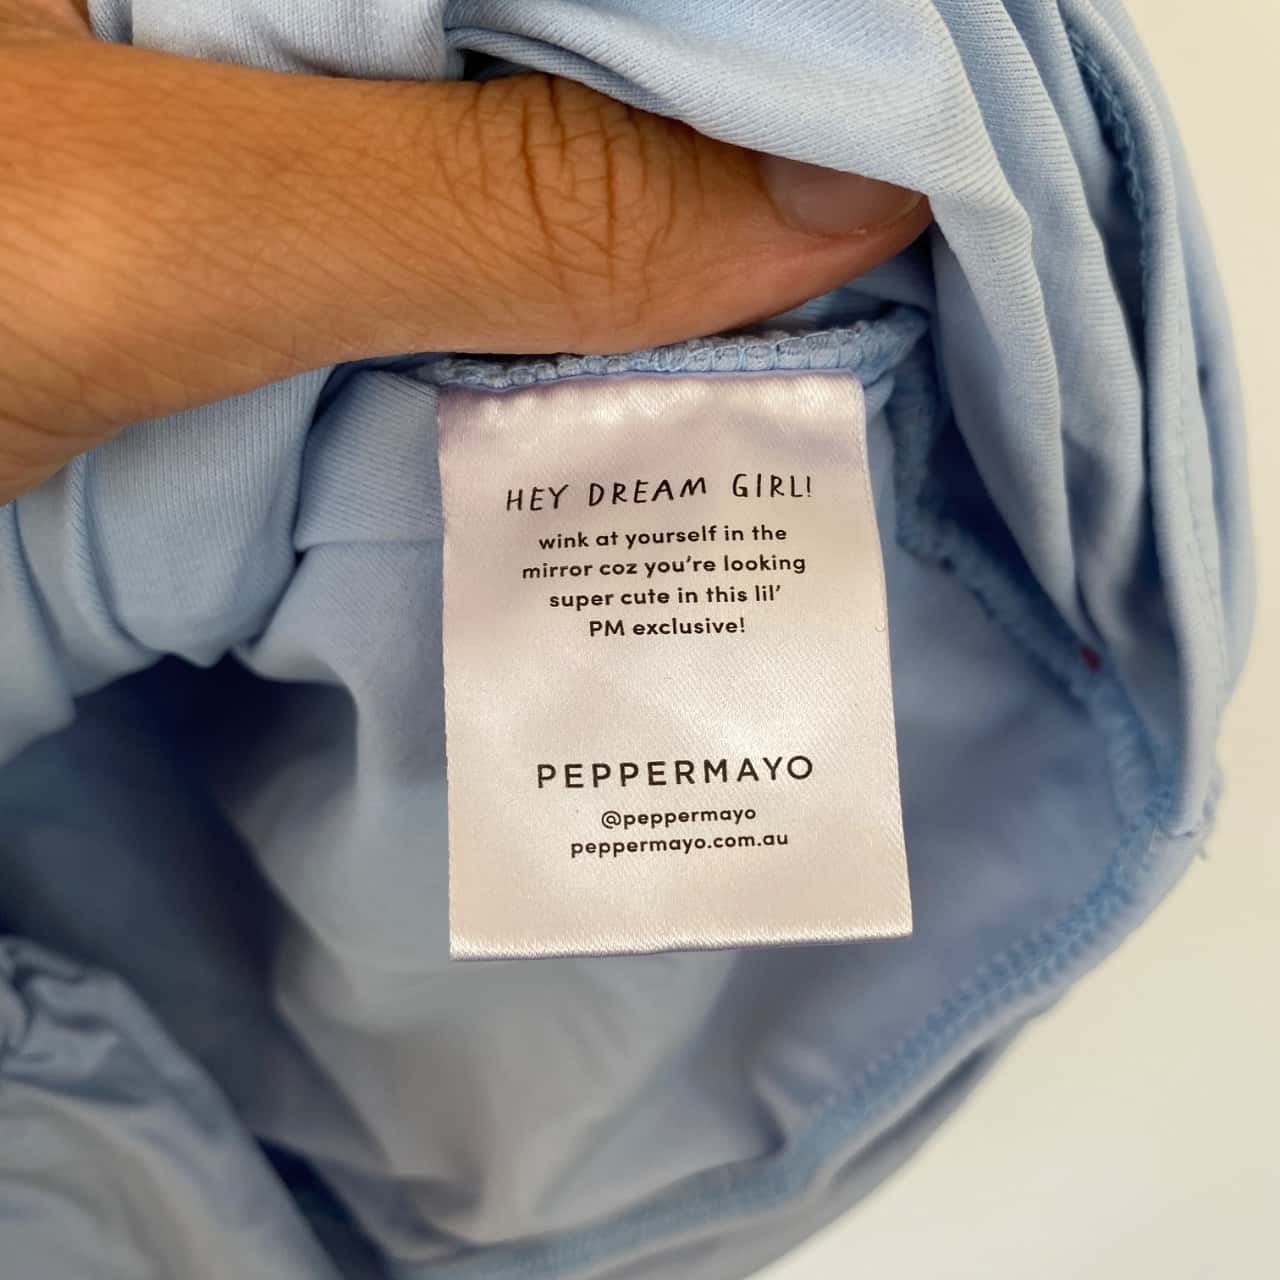 HEY DREAM GIRL!
wink at yourself in the
mirror coz you're looking
super cute in this lil'
PM exclusive!
PEPPERMAYO
@peppermayo
peppermayo.com.au